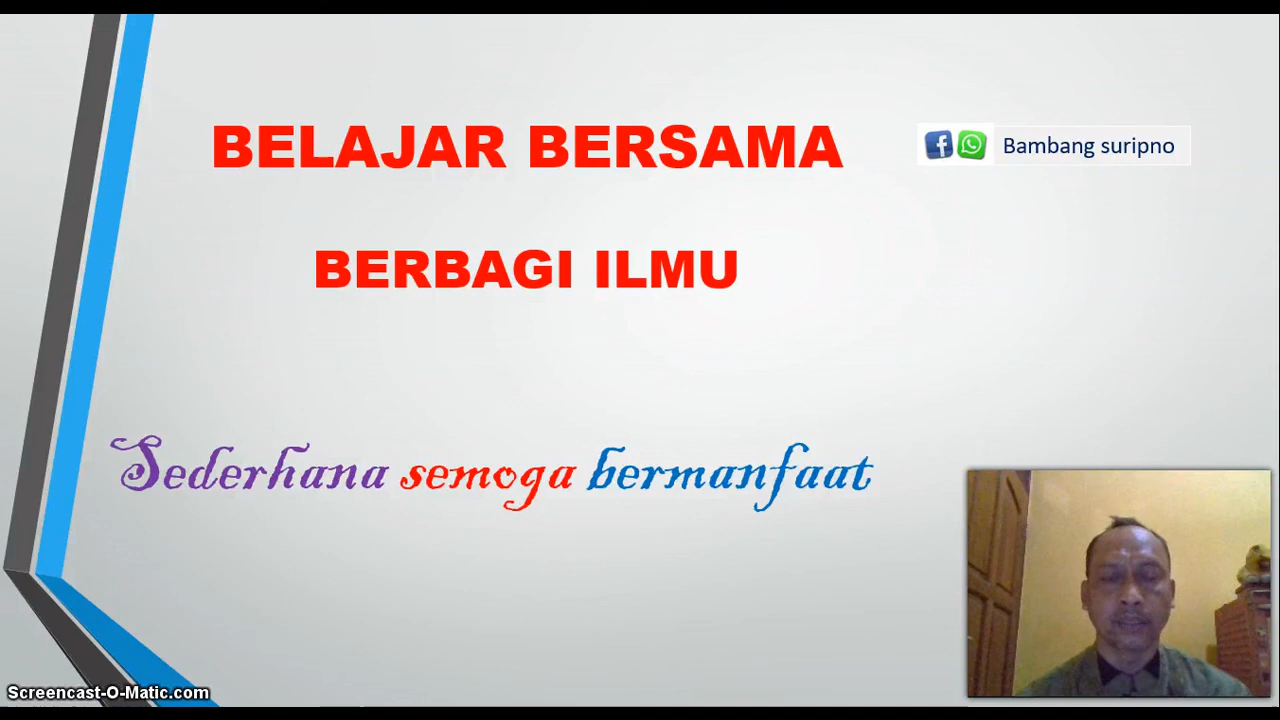 BELAJAR BERSAMA
Bambang suripno
BERBAGI ILMU
Sederhana semoga bermanfaat
Screencast-O-Matic.com